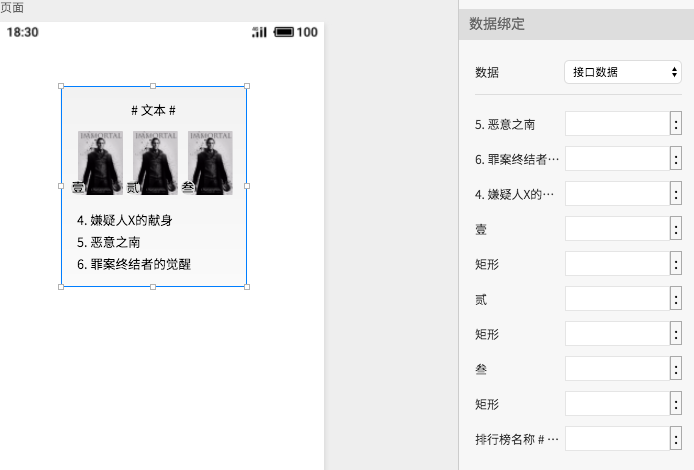 页面
18:30
100
# 文本 #
IMMORTAL IMMORTAL IMMORTAL
壹 贰 叁
4. 嫌疑人X的献身
5. 恶意之南
6. 罪案终结者的觉醒
数据绑定
数据 接口数据
5. 恶意之南
6. 罪案终结者…
4. 嫌疑人X的…
壹
矩形
贰
矩形
叁
矩形
排行榜名称 # …